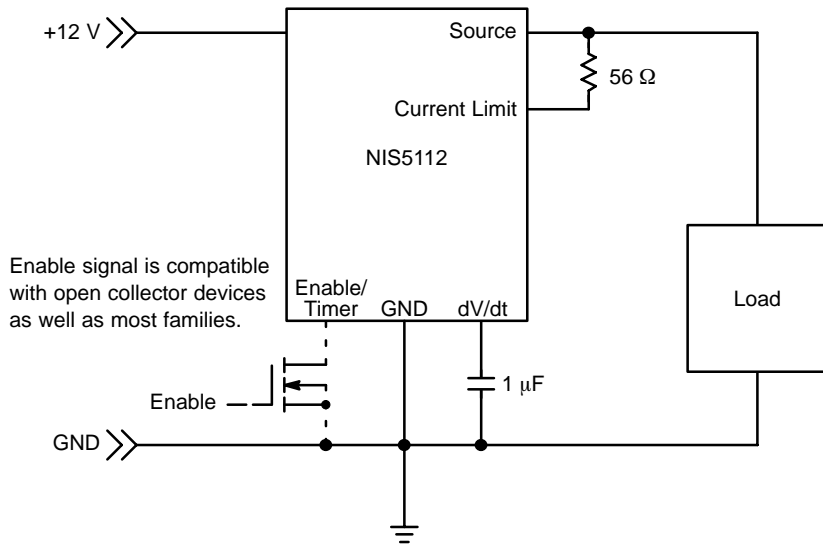 +12 V
Source
56 Ω
Current Limit
NIS5112
Enable signal is compatible
with open collector devices
as well as most families.
Enable/
Timer
GND
dV/dt
Load
1 μF
Enable
GND